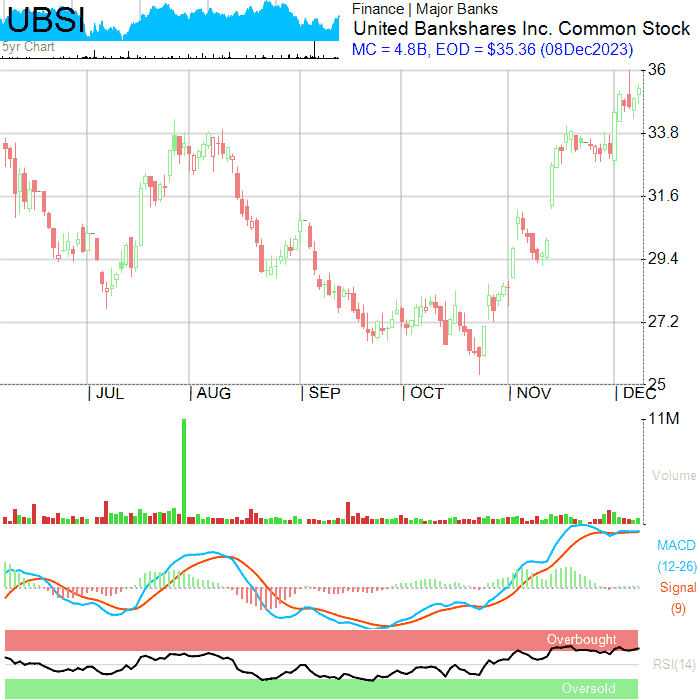 UBSI
5yr Chart
Finance | Major Banks
United Bankshares Inc. Common Stock
MC = 4.8B, EOD = $35.36 (08Dec2023)
36
33.8
31.6
29.4
27.2
25
| JUL | AUG | SEP | OCT | NOV | DEC
11M
Volume
MACD
(12-26)
Signal
(9)
Overbought
RSI(14)
Oversold